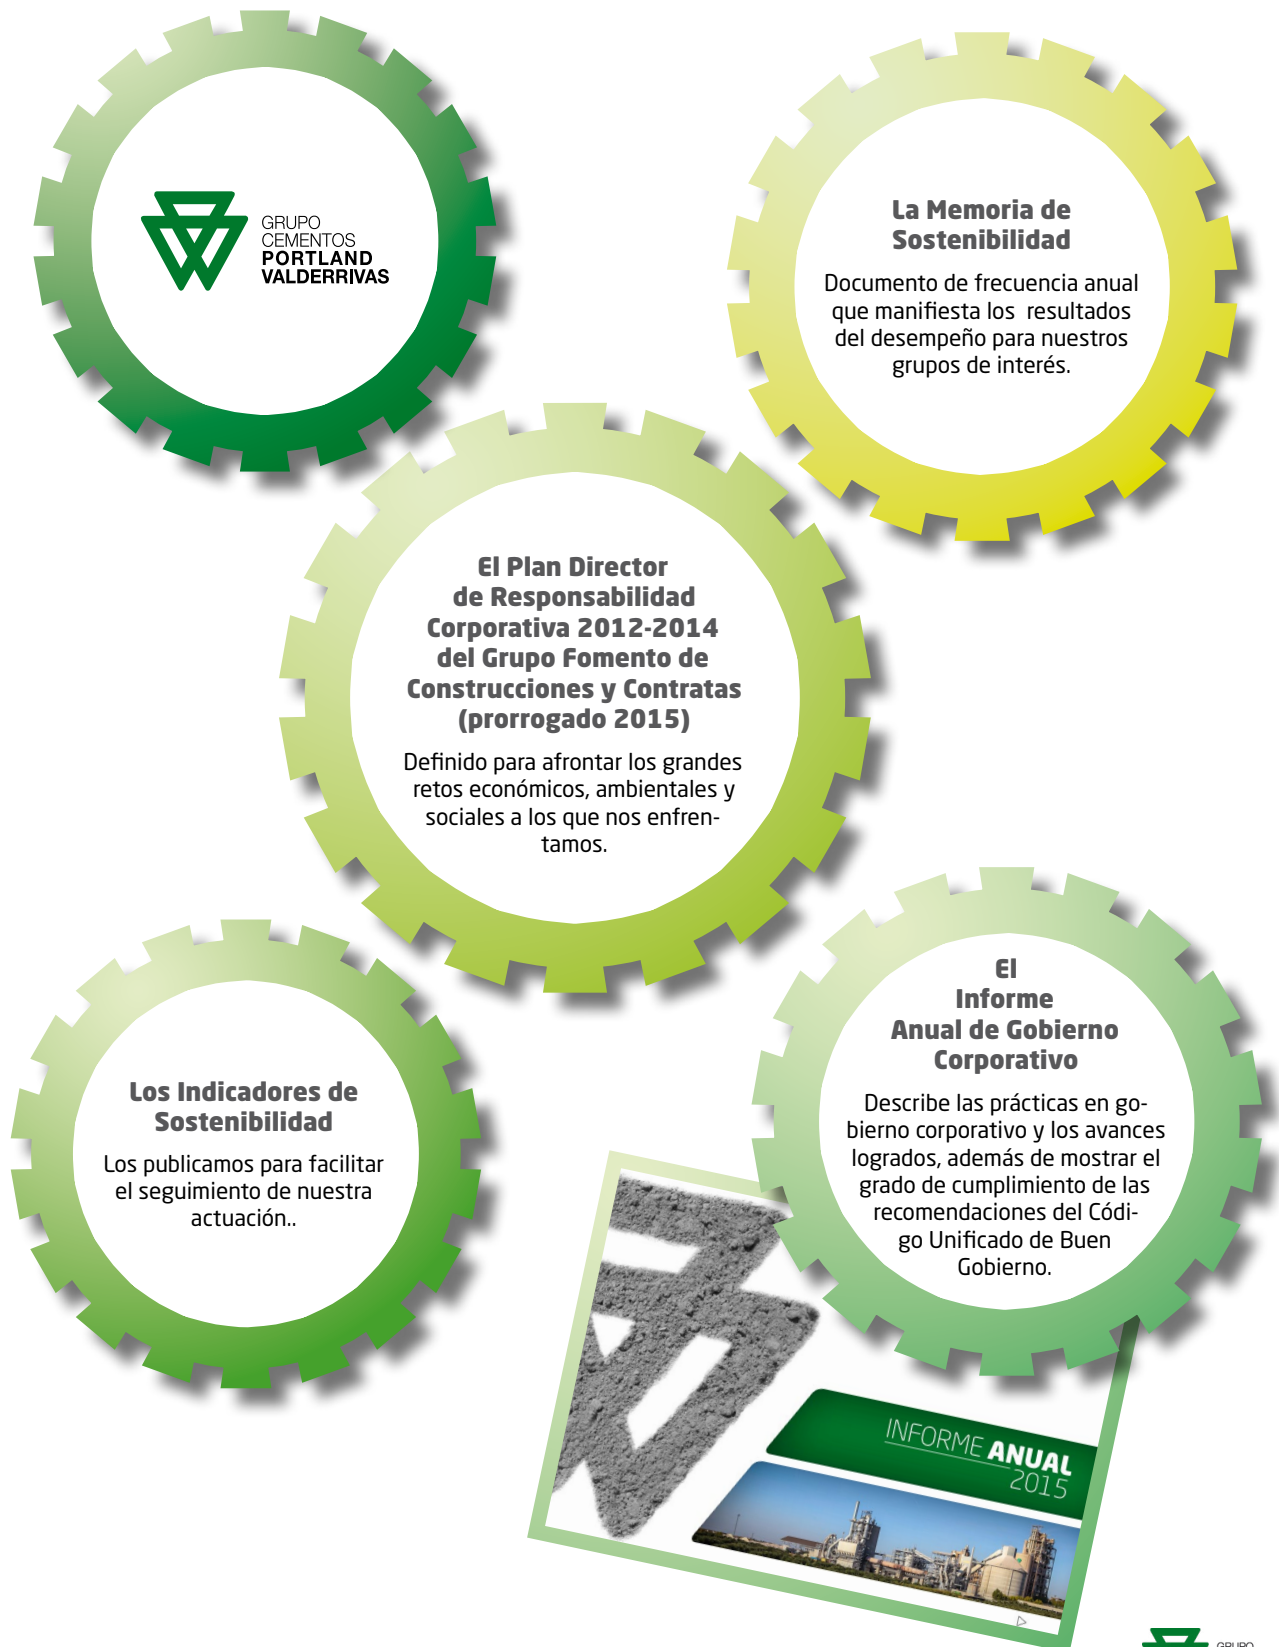 GRUPO
CEMENTOS
PORTLAND
VALDERRIVAS
La Memoria de
Sostenibilidad
Documento de frecuencia anual
que manifiesta los resultados
del desempeño para nuestros
grupos de interés.
El Plan Director
de Responsabilidad
Corporativa 2012-2014
del Grupo Fomento de
Construcciones y Contratas
(prorrogado 2015)
Definido para afrontar los grandes
retos económicos, ambientales y
sociales a los que nos enfren-
tamos.
Los Indicadores de
Sostenibilidad
Los publicamos para facilitar
el seguimiento de nuestra
actuación..
El
Informe
Anual de Gobierno
Corporativo
Describe las prácticas en go-
bierno corporativo y los avances
logrados, además de mostrar el
grado de cumplimiento de las
recomendaciones del Códi-
go Unificado de Buen
Gobierno.
INFORME ANUAL
2015
GRUPO